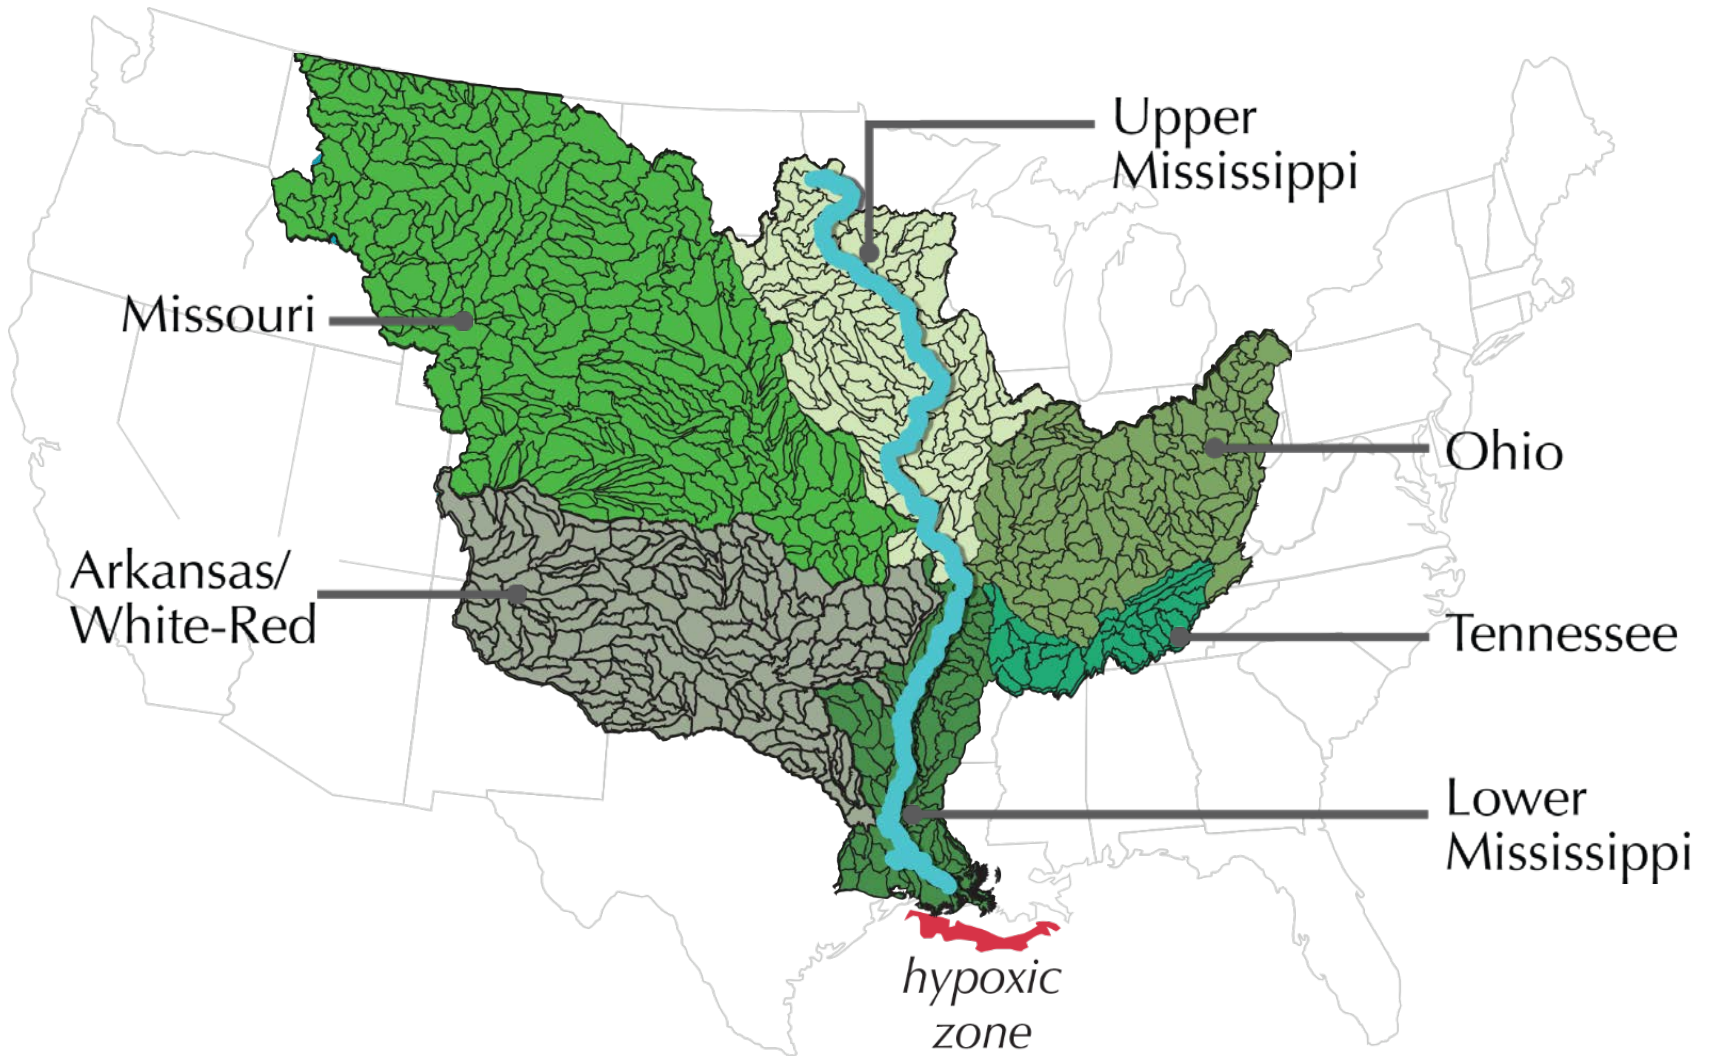 Upper
Mississippi
Missouri
Ohio
Arkansas/
White-Red
Tennessee
Lower
Mississippi
hypoxic
zone